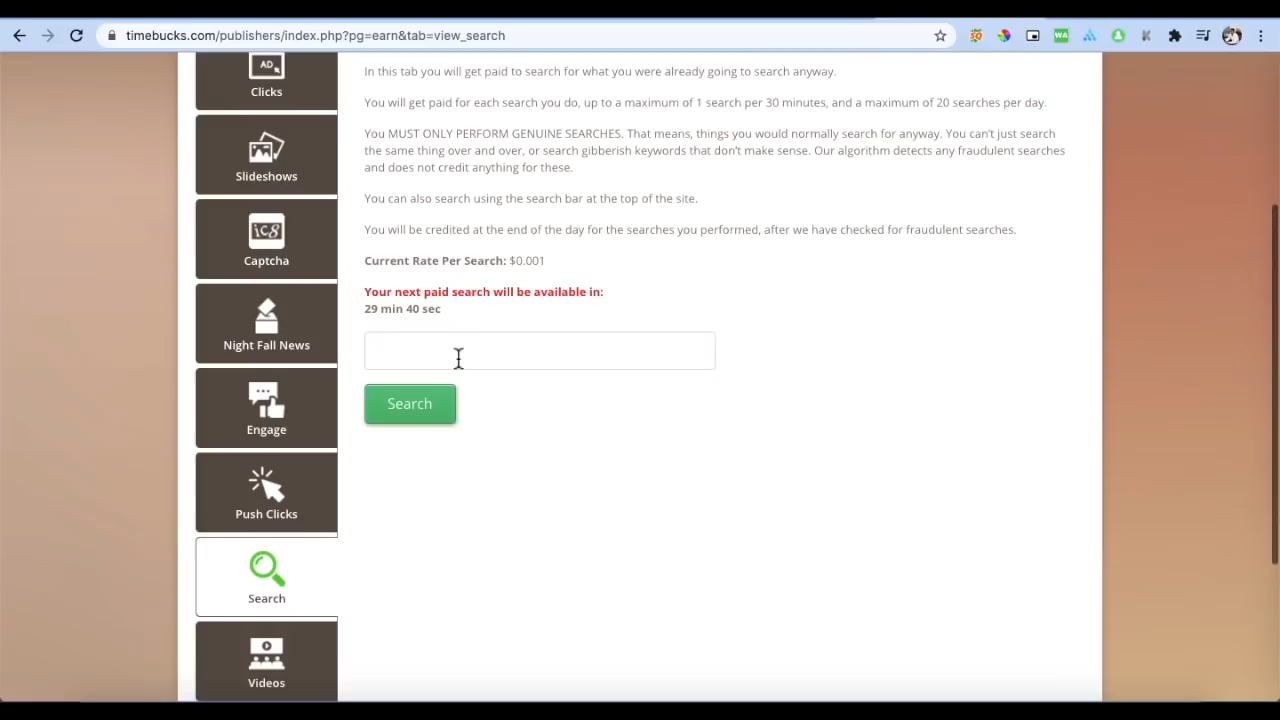 timebucks.com/publishers/index.php?pg=earn&tab=view_search
WA
K
AD
Clicks
Slideshows
ic8
Captcha
Night Fall News
Engage
Push Clicks
Search
Videos
In this tab you will get paid to search for what you were already going to search anyway.
You will get paid for each search you do, up to a maximum of 1 search per 30 minutes, and a maximum of 20 searches per day.
You MUST ONLY PERFORM GENUINE SEARCHES. That means, things you would normally search for anyway. You can't just search
the same thing over and over, or search gibberish keywords that don't make sense. Our algorithm detects any fraudulent searches
and does not credit anything for these.
You can also search using the search bar at the top of the site.
You will be credited at the end of the day for the searches you performed, after we have checked for fraudulent searches.
Current Rate Per Search: $0.001
Your next paid search will be available in:
29 min 40 sec
Search